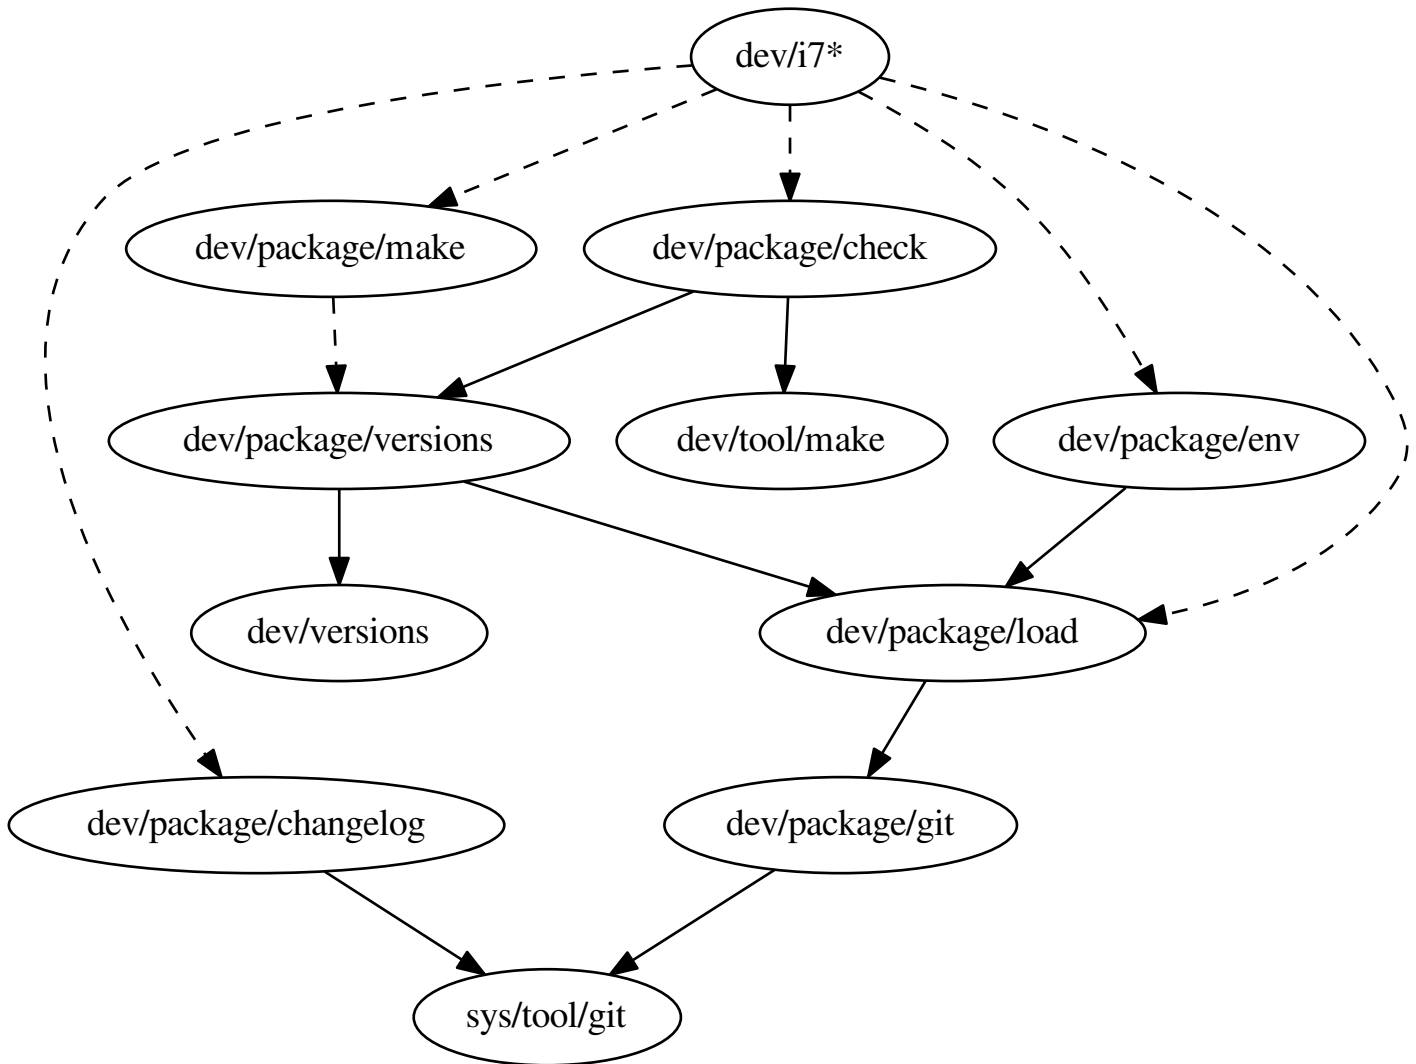 dev/i7*
dev/package/make
dev/package/check
dev/package/versions
dev/tool/make
dev/package/env
dev/versions
dev/package/load
dev/package/changelog
dev/package/git
sys/tool/git